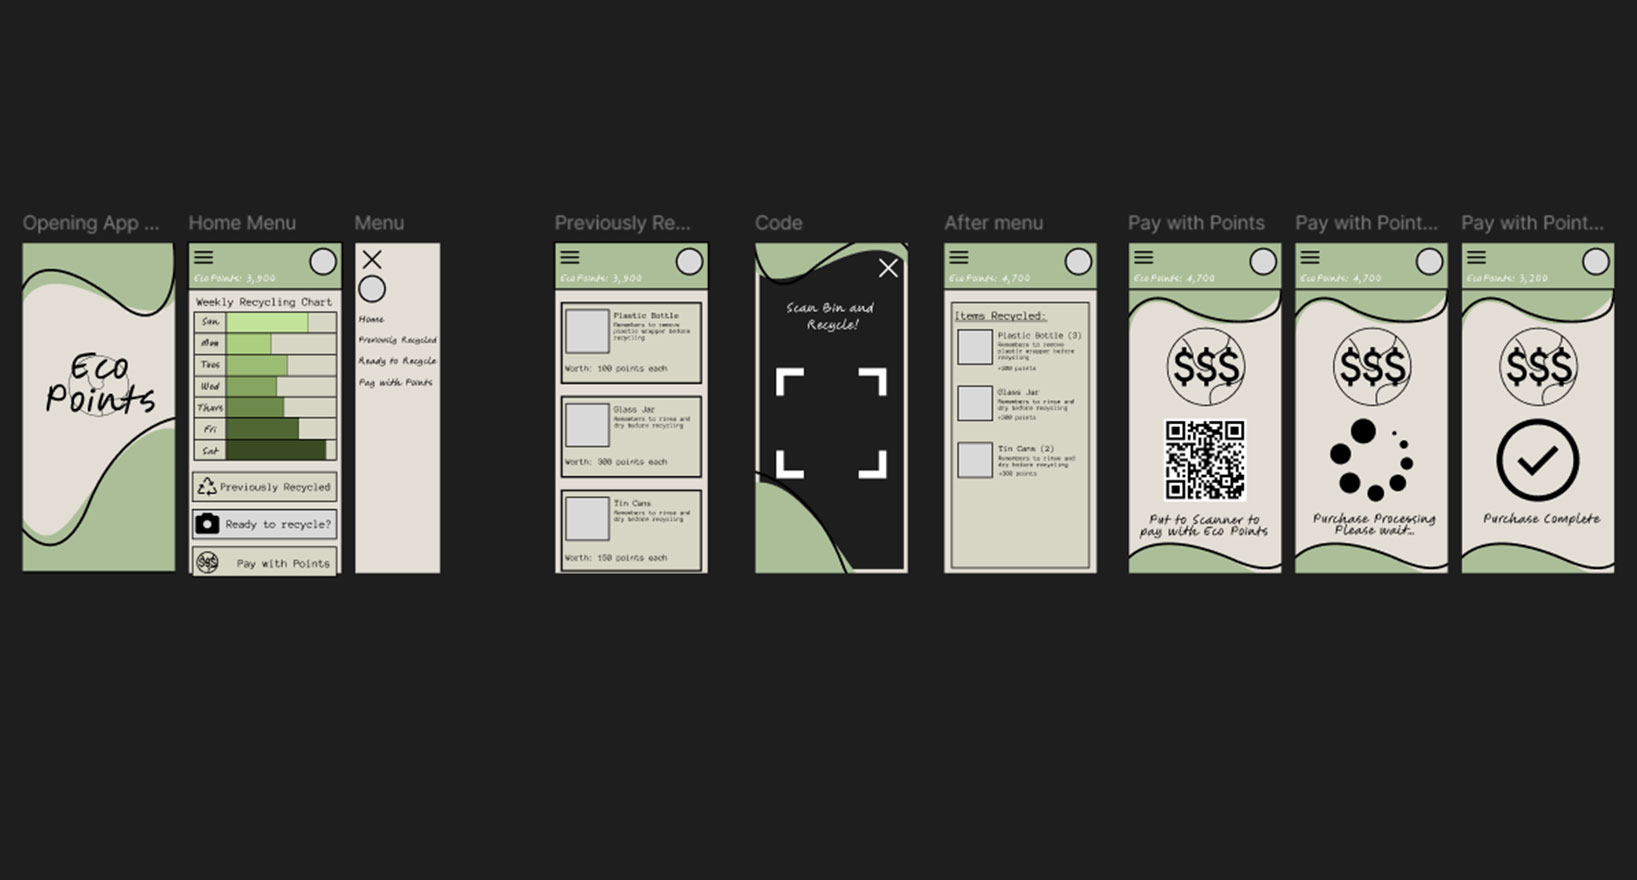 Opening App ...
Eco
Points
Home Menu
Eco Points: 3,900
Weekly Recycling Chart
Sun
Mon
Tues
Wed
Thurs
Fri
Sat
Previously Recycled
Ready to recycle?
$$$
Pay with Points
Menu
Home
Previously Recycled
Ready to Recycle
Pay with Points
Previously Re...
Eco Points: 3,900
Plastic Bottle
Remembers to remove
plastic wrapper before
recycling
Worth: 100 points each
Glass Jar
Remembers to rinse and
dry before recycling
Worth: 300 points each
Tin Cans
Remembers to rinse and
dry before recycling
Worth: 150 points each
Code
Scan Bin and
Recycle!
After menu
Eco Points: 4,700
Items Recycled:
Plastic Bottle (3)
Remembers to remove
plastic wrapper before
recycling
points
Glass Jar
Remembers to rinse and
dry before recycling
+300 points
Tin Cans (2)
Remembers to rinse and
dry before recycling
+300 points
Pay with Points
Eco Points: 4,700
$$$
Put to Scanner to
pay with Eco Points
Pay with Point...
Eco Points: 4,700
$$$
Purchase Processing
Please wait...
Pay with Point...
Eco Points: 3,200
$$$
Purchase Complete